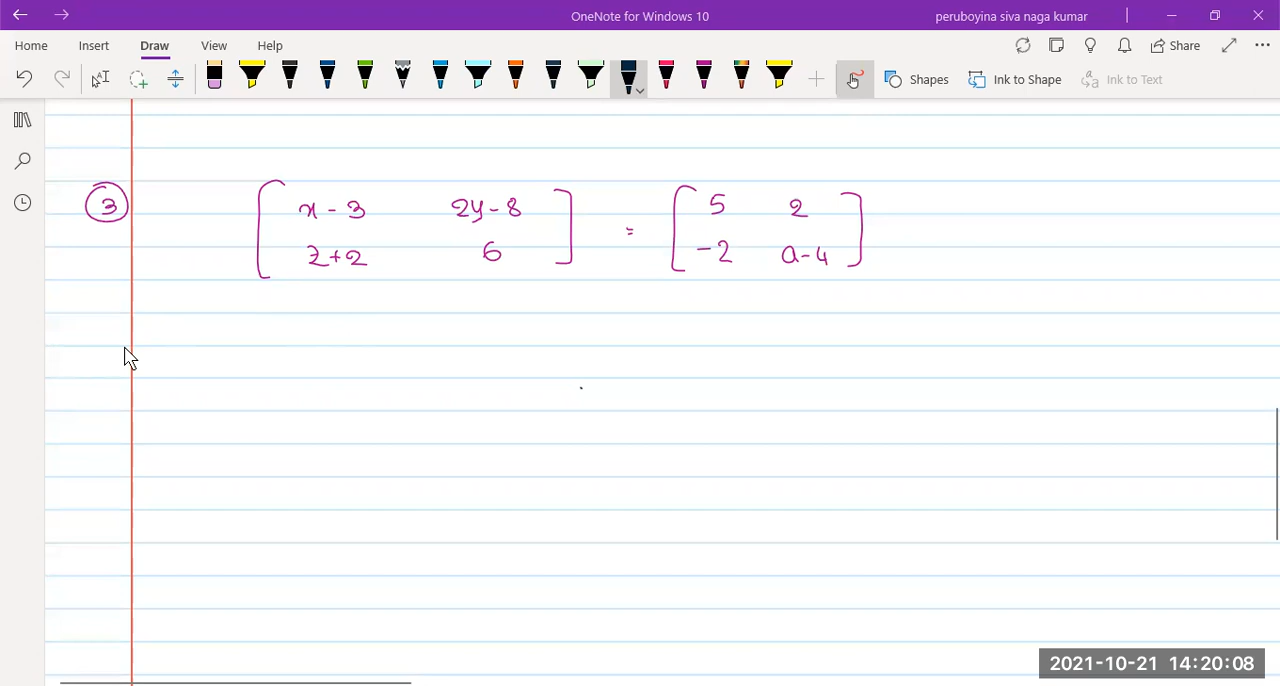 OneNote for Windows 10
peruboyina siva naga kumar
Home Insert Draw View Help Share
Shapes Ink to Shape Ink to Text
3
x - 3 2y - 8 = 5 2
z + 2 6 -2 a - 4
2021-10-21 14:20:08